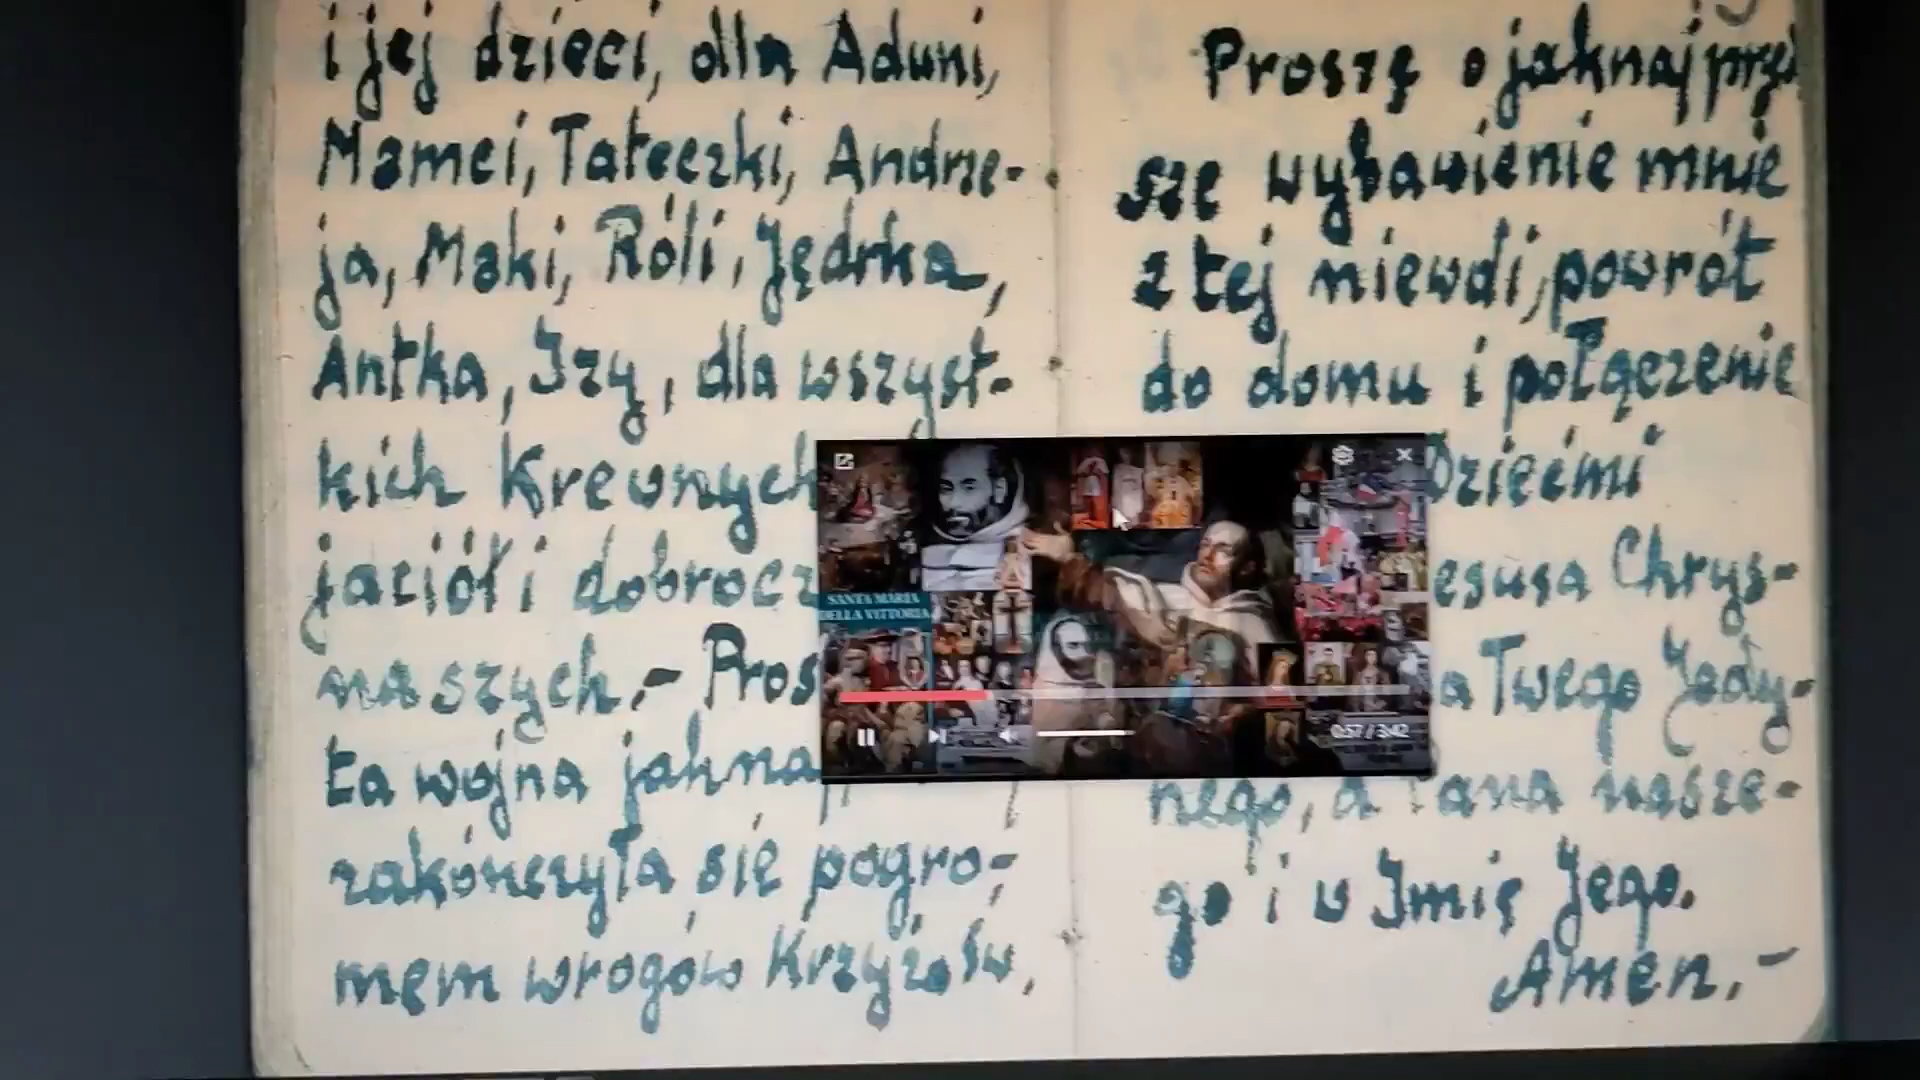 i jej dzieci, dla Aduni,
Mamci, Tateczki, Andrze-
ja, Maki, Róli, Jędrka,
Antka, Izy, dla wszyst-
kich Krewnych
jaciół i dobrocz
naszych.- Pros
ta wojna jakna
zakończyła się pogro-
mem wrogów Krzyżów,
Proszę o jaknajprę
sze wybawienie mnie
z tej niewoli, powrót
do domu i połączenie
Dziećmi
esusa Chrys-
a Twego Jedy-
nego, a Pana nasze-
go i w Imię Jego.
Amen.-
SANTA MARIA
DELLA VITTORIA
0:57 / 3:42